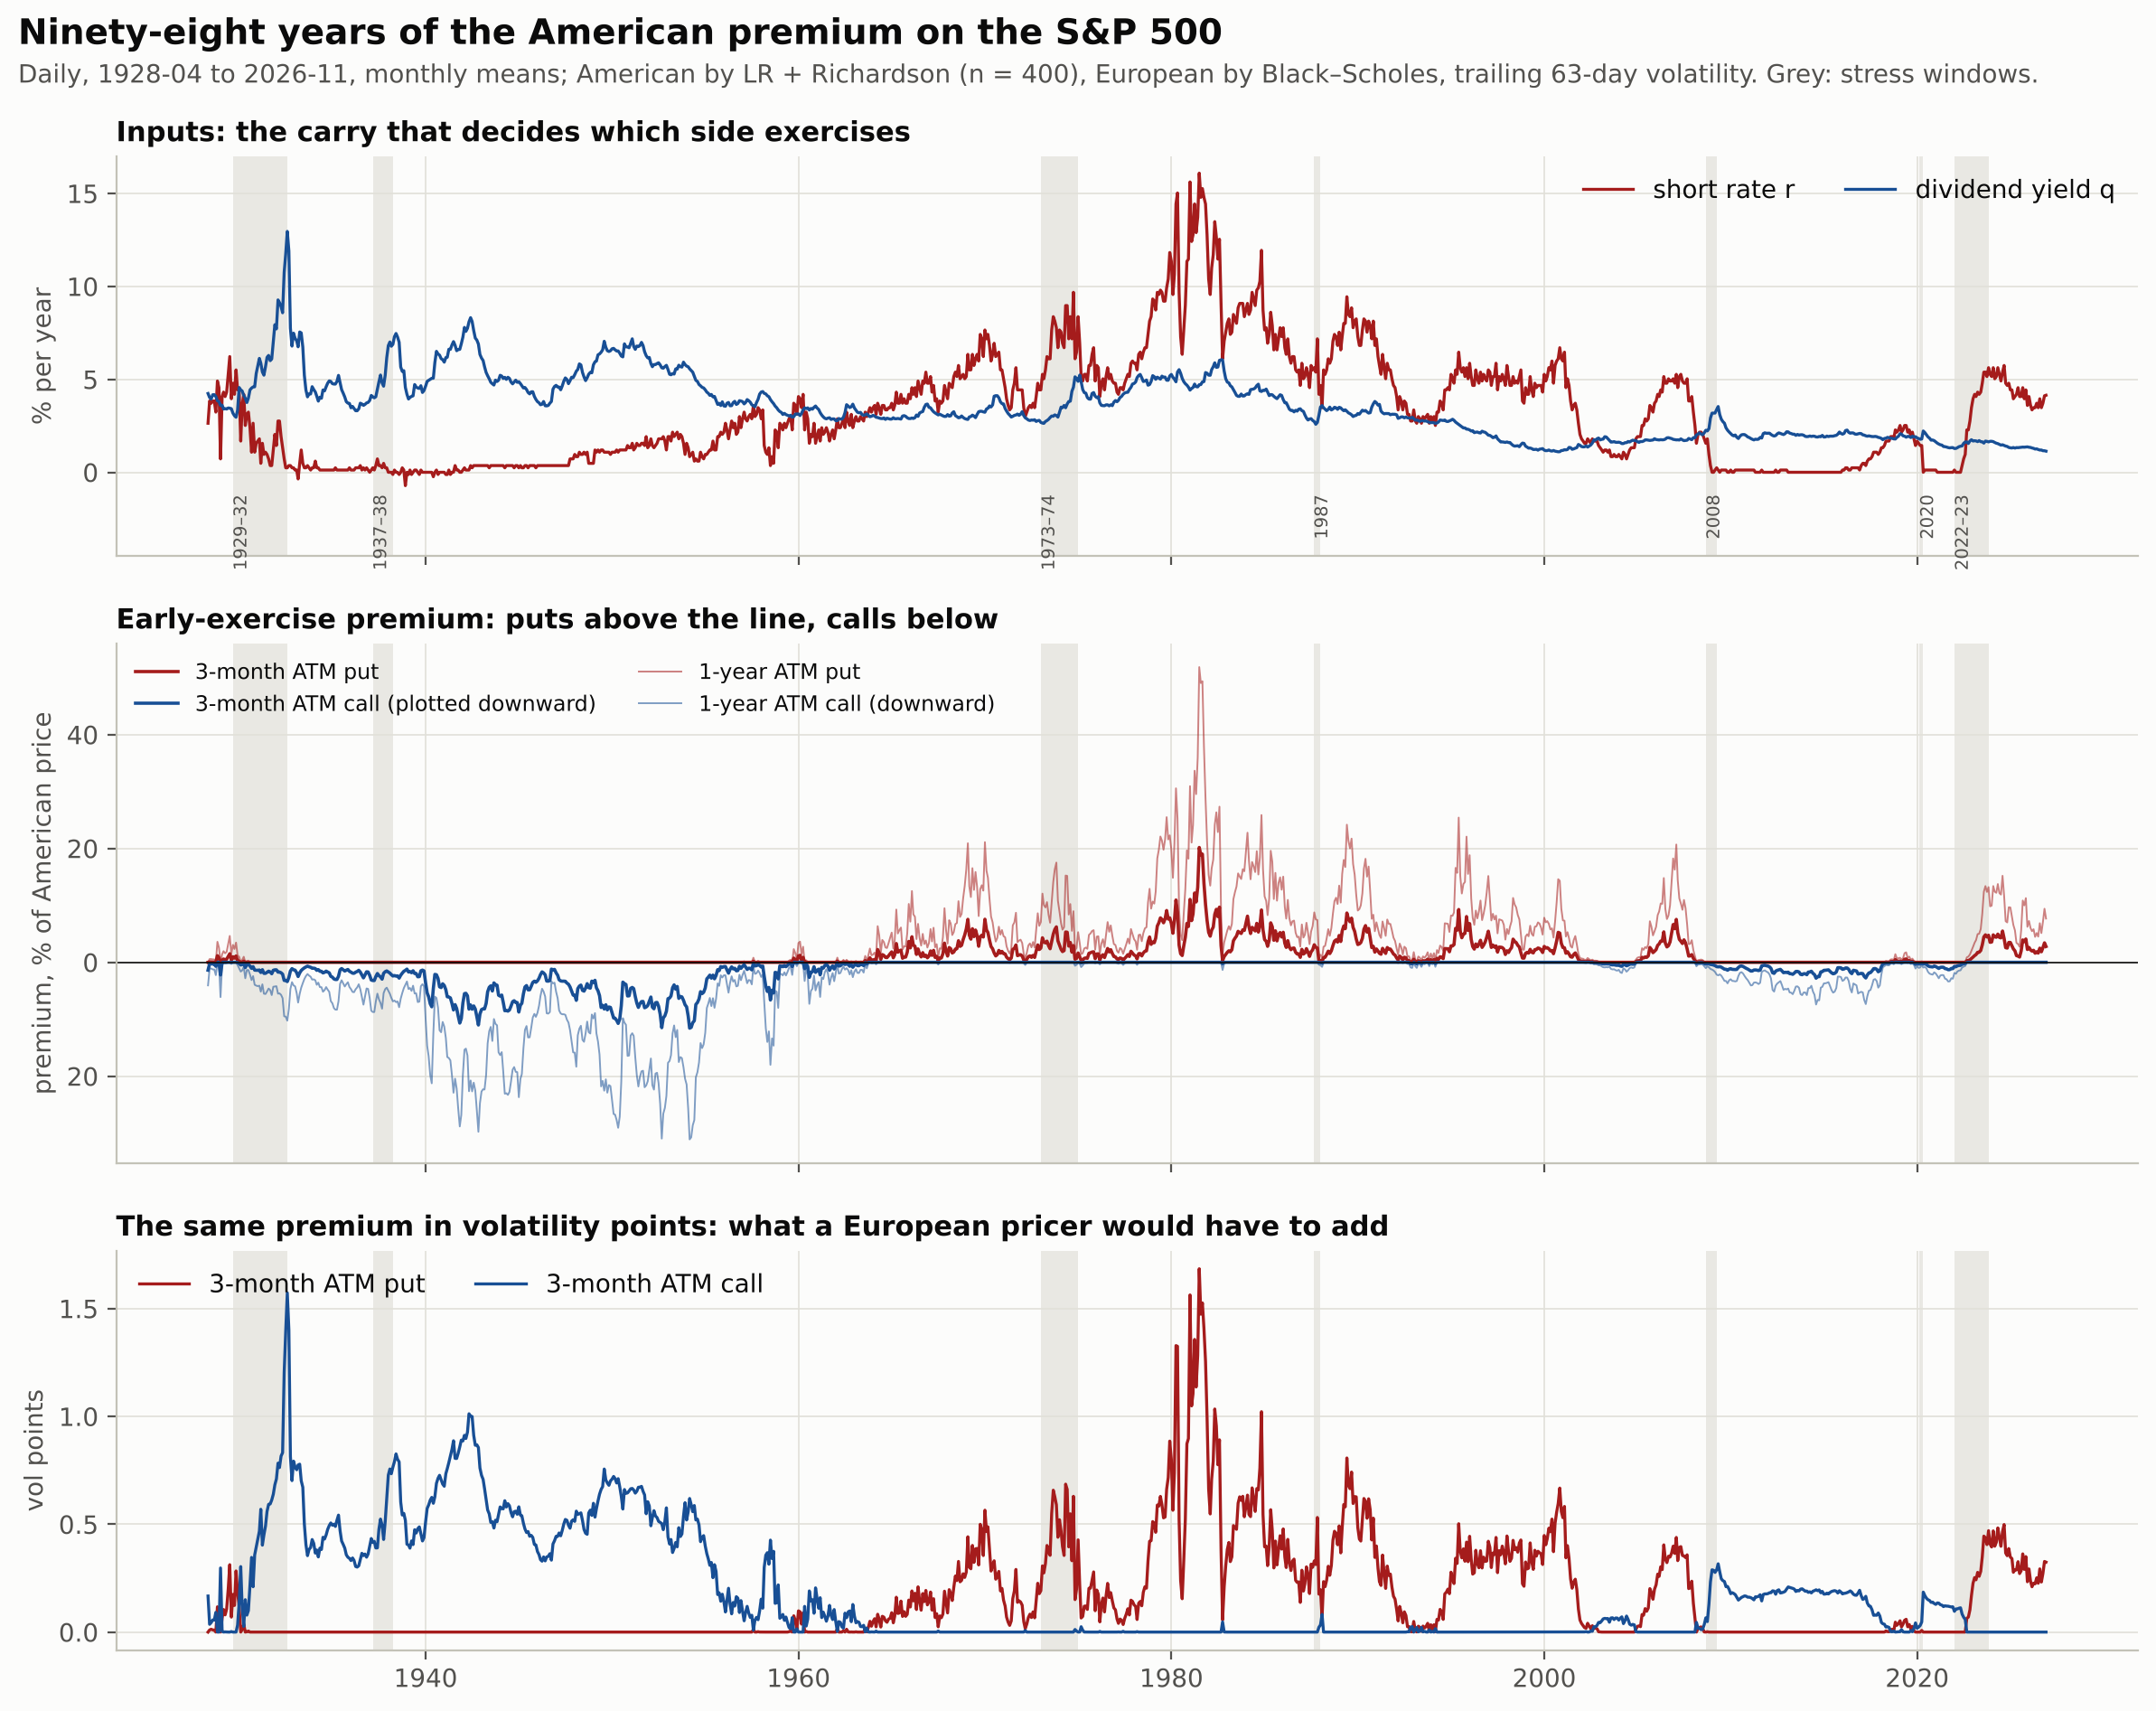 Ninety-eight years of the American premium on the S&P 500
Daily, 1928-04 to 2026-11, monthly means; American by LR + Richardson (n = 400), European by Black–Scholes, trailing 63-day volatility. Grey: stress windows.
Inputs: the carry that decides which side exercises
short rate r
dividend yield q
15
10
5
0
% per year
1929–32
1937–38
1973–74
1987
2008
2020
2022–23
Early-exercise premium: puts above the line, calls below
3-month ATM put
1-year ATM put
3-month ATM call (plotted downward)
1-year ATM call (downward)
40
20
0
20
premium, % of American price
The same premium in volatility points: what a European pricer would have to add
3-month ATM put
3-month ATM call
1.5
1.0
0.5
0.0
vol points
1940
1960
1980
2000
2020